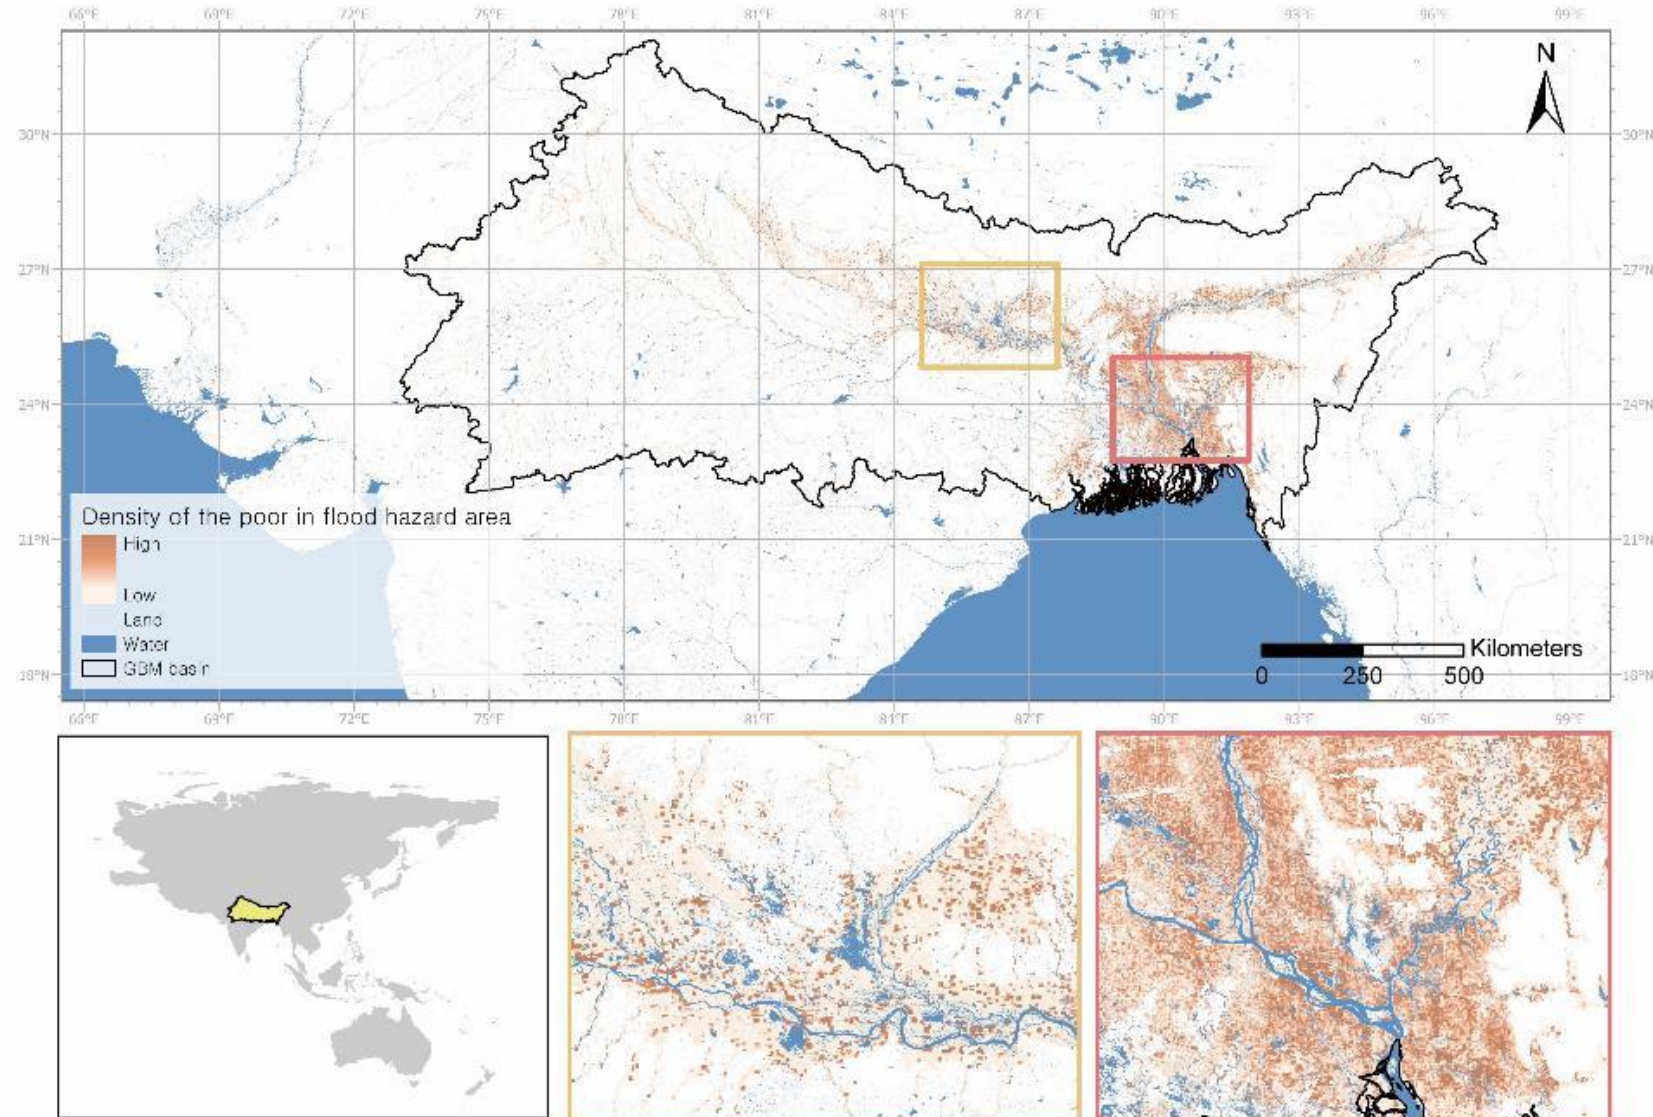 66°E 69°E 72°E 75°E 78°E 81°E 84°E 87°E 90°E 93°E 96°E 99°E
N
30°N 30°N
27°N 27°N
24°N 24°N
Density of the poor in flood hazard area
High
21°N 21°N
Low
Land
Water
Kilometers
GBM basin
18°N 18°N
0 250 500
66°E 69°E 72°E 75°E 78°E 81°E 84°E 87°E 90°E 93°E 96°E 99°E